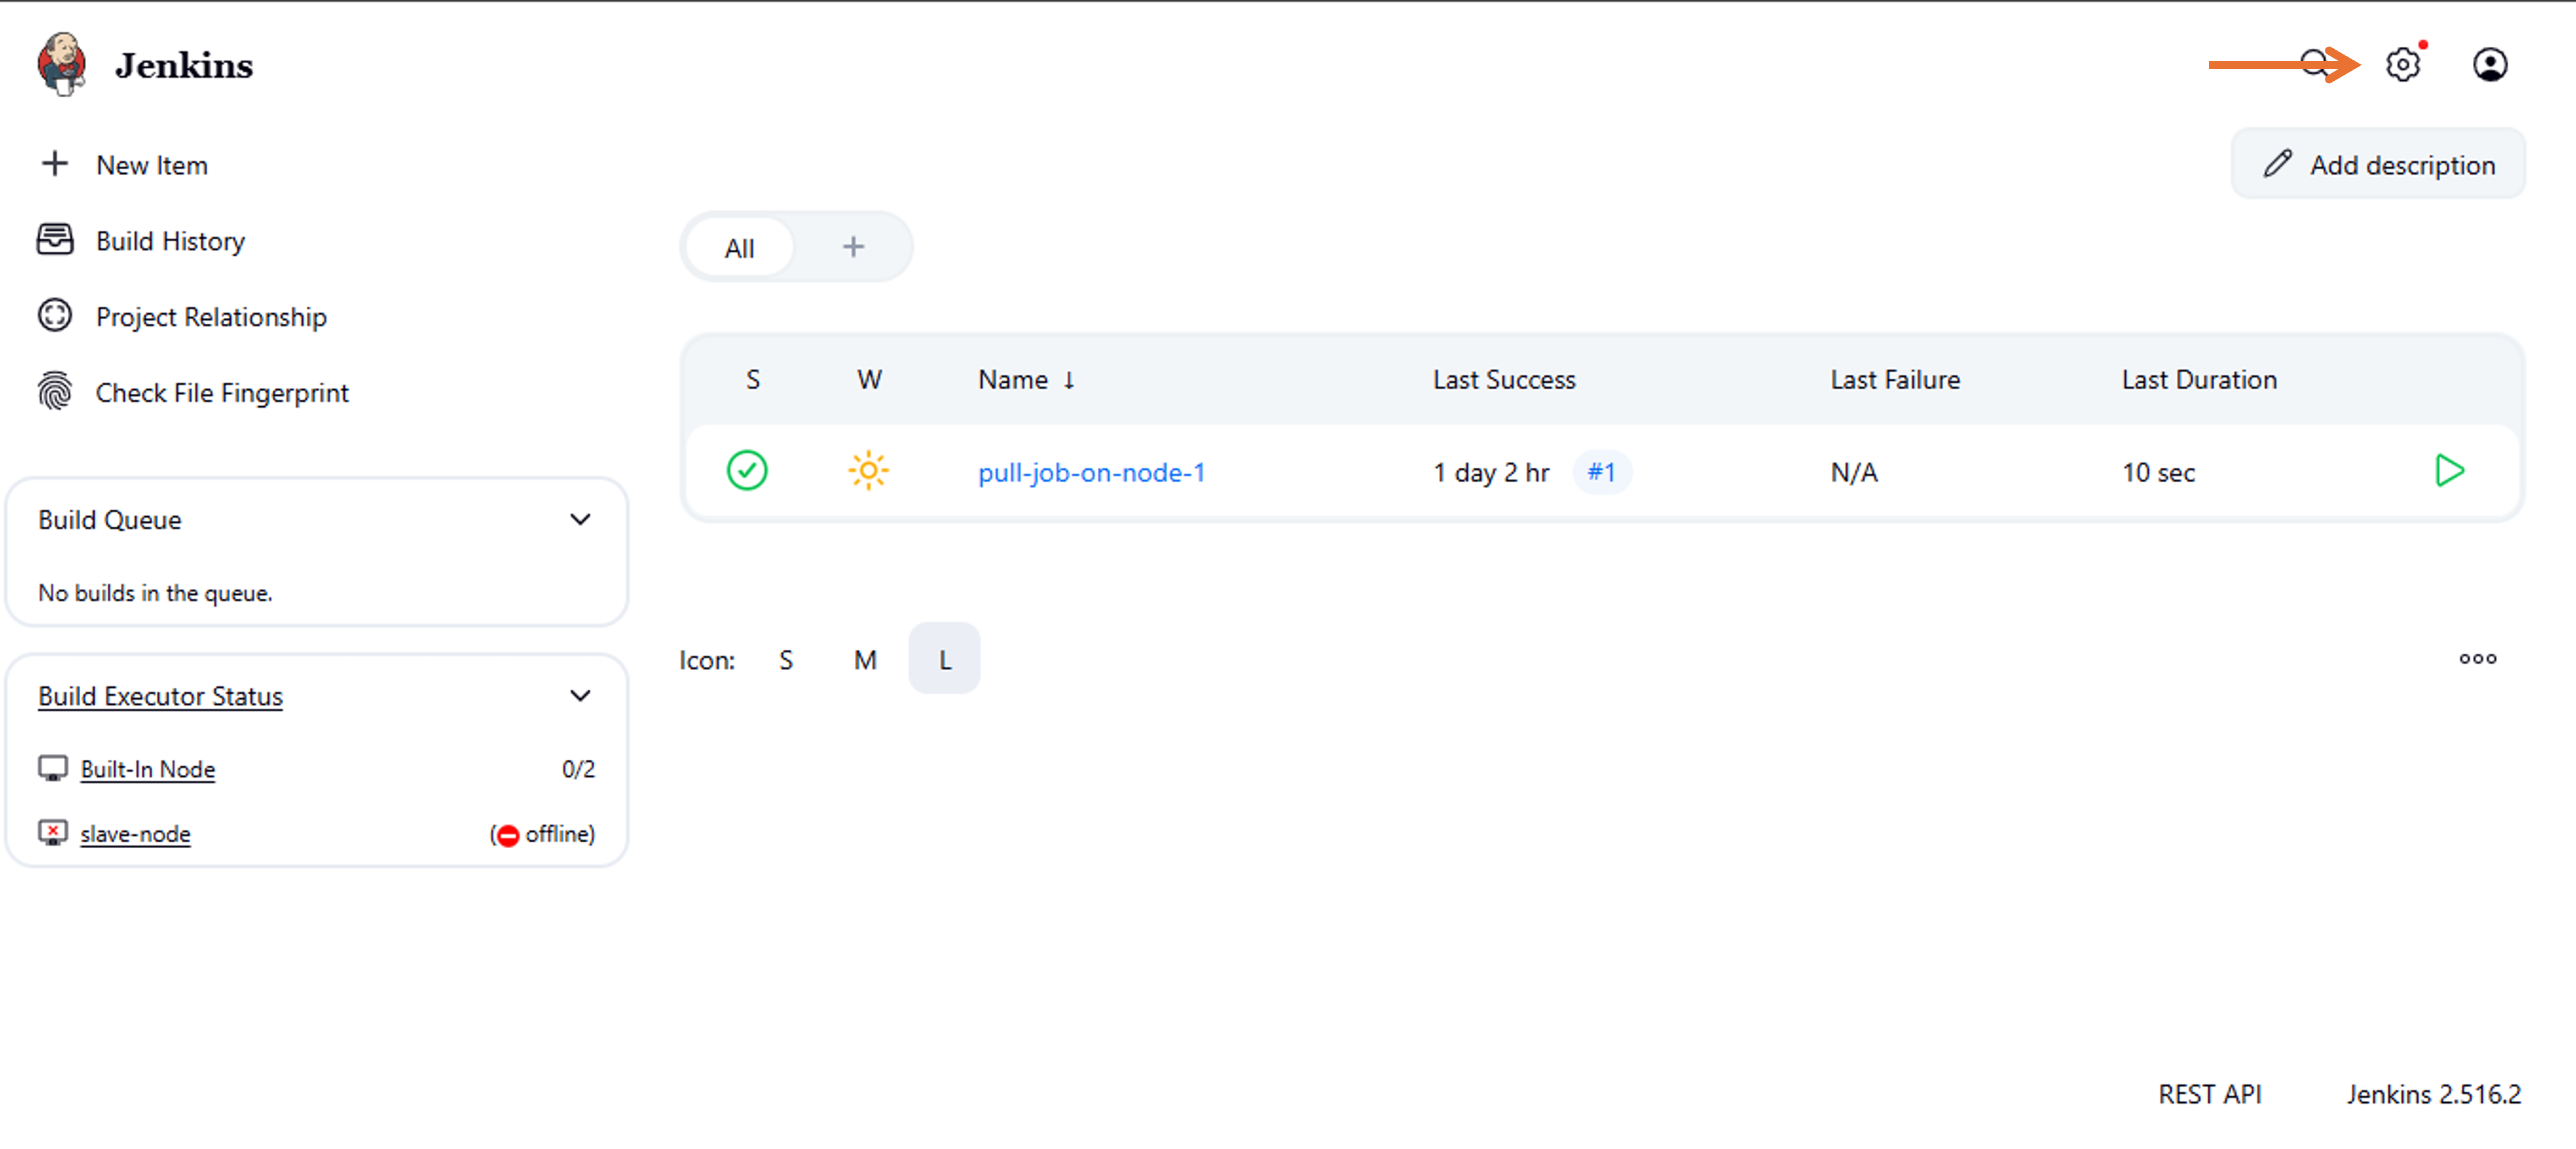 Jenkins
New Item
Build History
Project Relationship
Check File Fingerprint
Build Queue
No builds in the queue.
Build Executor Status
Built-In Node 0/2
slave-node (offline)
Add description
All +
S W Name ↓ Last Success Last Failure Last Duration
pull-job-on-node-1 1 day 2 hr #1 N/A 10 sec
Icon: S M L
REST API Jenkins 2.516.2